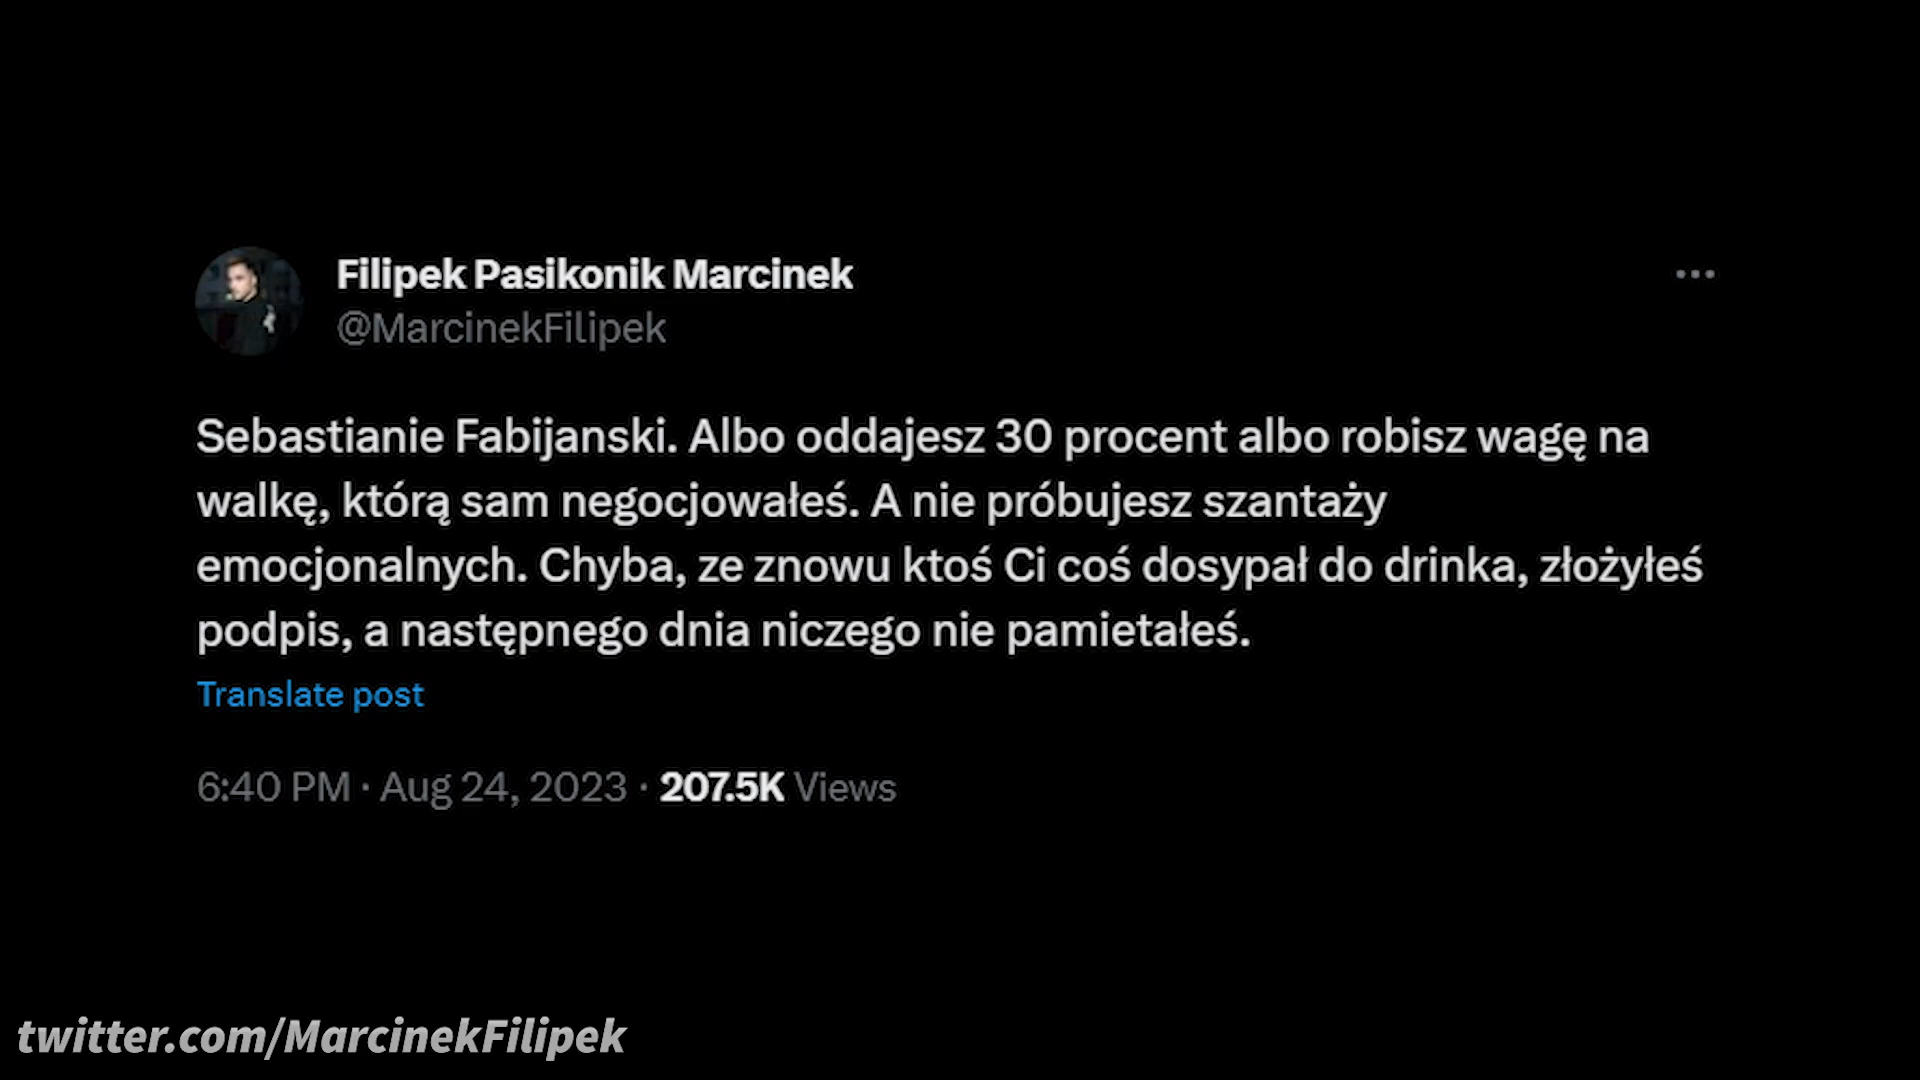 Filipek Pasikonik Marcinek
@MarcinekFilipek
Sebastianie Fabijanski. Albo oddajesz 30 procent albo robisz wagę na
walkę, którą sam negocjowałeś. A nie próbujesz szantaży
emocjonalnych. Chyba, ze znowu ktoś Ci coś dosypał do drinka, złożyłeś
podpis, a następnego dnia niczego nie pamietałeś.
Translate post
6:40 PM · Aug 24, 2023 · 207.5K Views
twitter.com/MarcinekFilipek